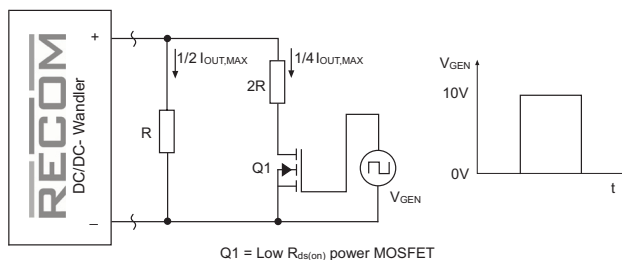 RECOM
DC/DC- Wandler
+
–
1/2 IOUT,MAX
1/4 IOUT,MAX
R
2R
Q1
VGEN
VGEN
10V
0V
t
Q1 = Low Rds(on) power MOSFET